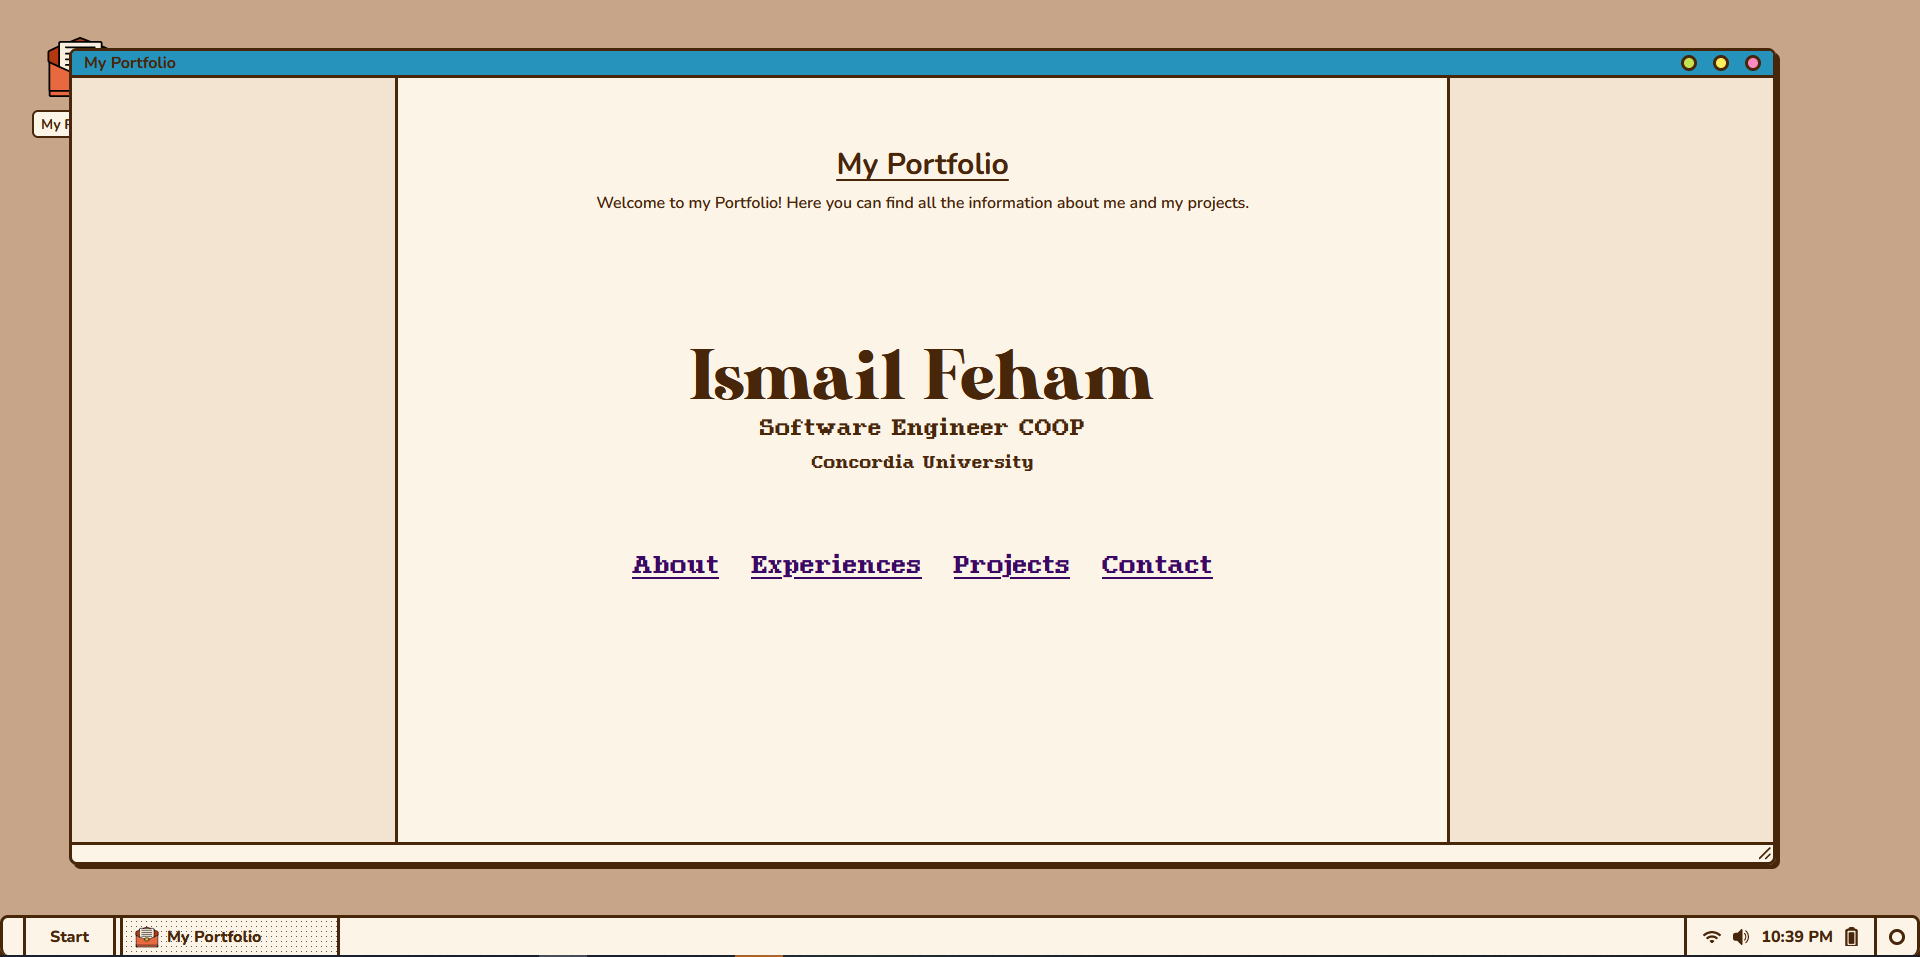 My Portfolio
My Portfolio
Welcome to my Portfolio! Here you can find all the information about me and my projects.
Ismail Feham
Software Engineer COOP
Concordia University
About Experiences Projects Contact
Start My Portfolio 10:39 PM